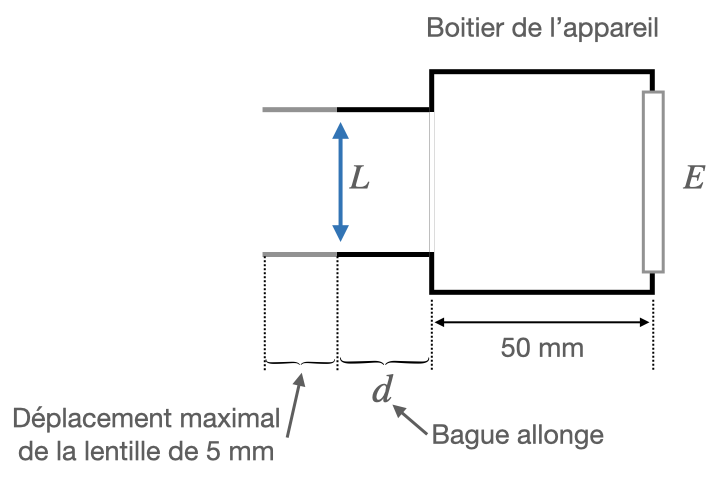 Boitier de l’appareil
L
E
50 mm
d
Déplacement maximal
de la lentille de 5 mm
Bague allonge